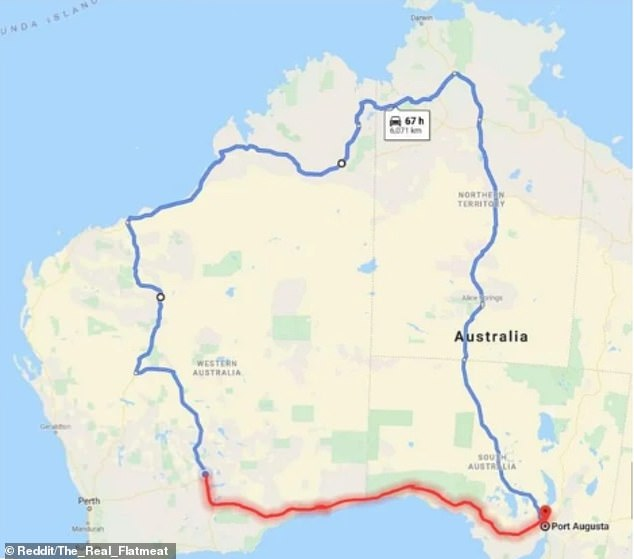 UNDA ISLAND
Darwin
67 h
6,071 km
NORTHERN
TERRITORY
Alice Springs
Australia
WESTERN
AUSTRALIA
Geraldton
SOUTH
AUSTRALIA
Perth
Mandurah
Port Augusta
© Reddit/The_Real_Flatmeat